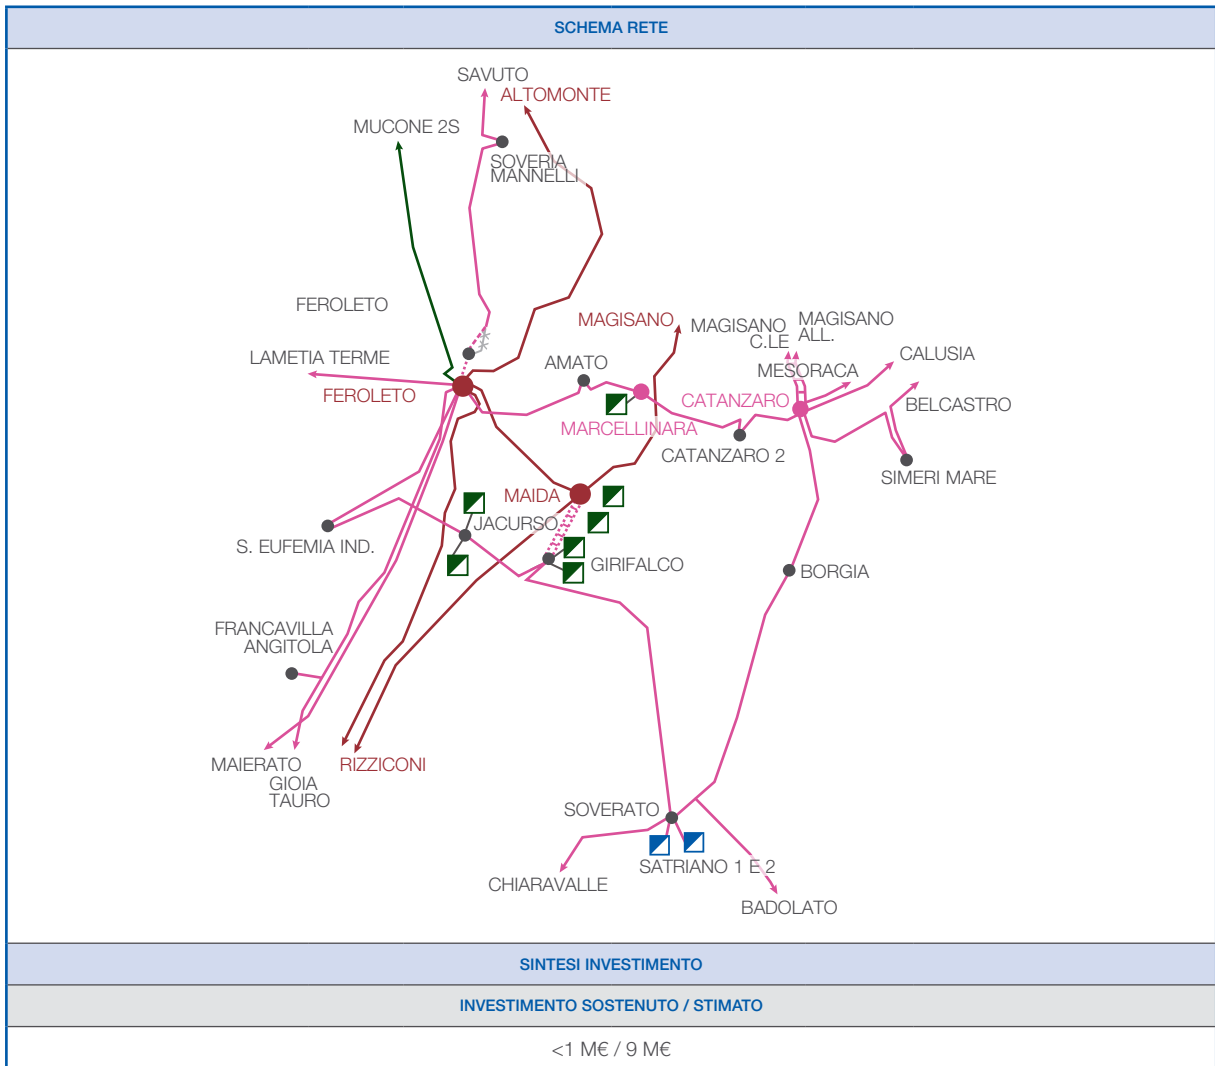 SCHEMA RETE
SAVUTO
ALTOMONTE
MUCONE 2S
SOVERIA
MANNELLI
FEROLETO
MAGISANO
MAGISANO
C.LE
MAGISANO
ALL.
LAMETIA TERME
AMATO
MESORACA
CALUSIA
FEROLETO
CATANZARO
BELCASTRO
MARCELLINARA
CATANZARO 2
SIMERI MARE
MAIDA
JACURSO
S. EUFEMIA IND.
GIRIFALCO
BORGIA
FRANCAVILLA
ANGITOLA
MAIERATO
GIOIA
TAURO
RIZZICONI
SOVERATO
SATRIANO 1 E 2
CHIARAVALLE
BADOLATO
SINTESI INVESTIMENTO
INVESTIMENTO SOSTENUTO / STIMATO
<1 M€ / 9 M€